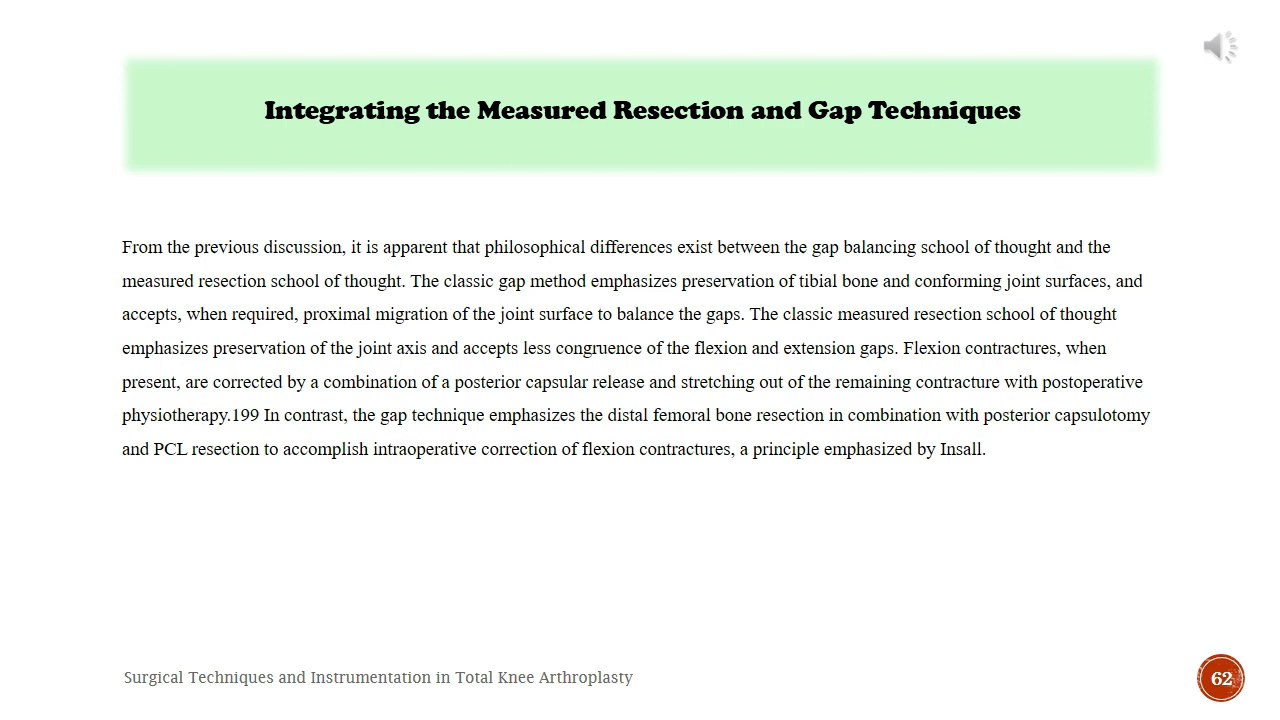 Integrating the Measured Resection and Gap Techniques
From the previous discussion, it is apparent that philosophical differences exist between the gap balancing school of thought and the
measured resection school of thought. The classic gap method emphasizes preservation of tibial bone and conforming joint surfaces, and
accepts, when required, proximal migration of the joint surface to balance the gaps. The classic measured resection school of thought
emphasizes preservation of the joint axis and accepts less congruence of the flexion and extension gaps. Flexion contractures, when
present, are corrected by a combination of a posterior capsular release and stretching out of the remaining contracture with postoperative
physiotherapy.199 In contrast, the gap technique emphasizes the distal femoral bone resection in combination with posterior capsulotomy
and PCL resection to accomplish intraoperative correction of flexion contractures, a principle emphasized by Insall.
Surgical Techniques and Instrumentation in Total Knee Arthroplasty
62